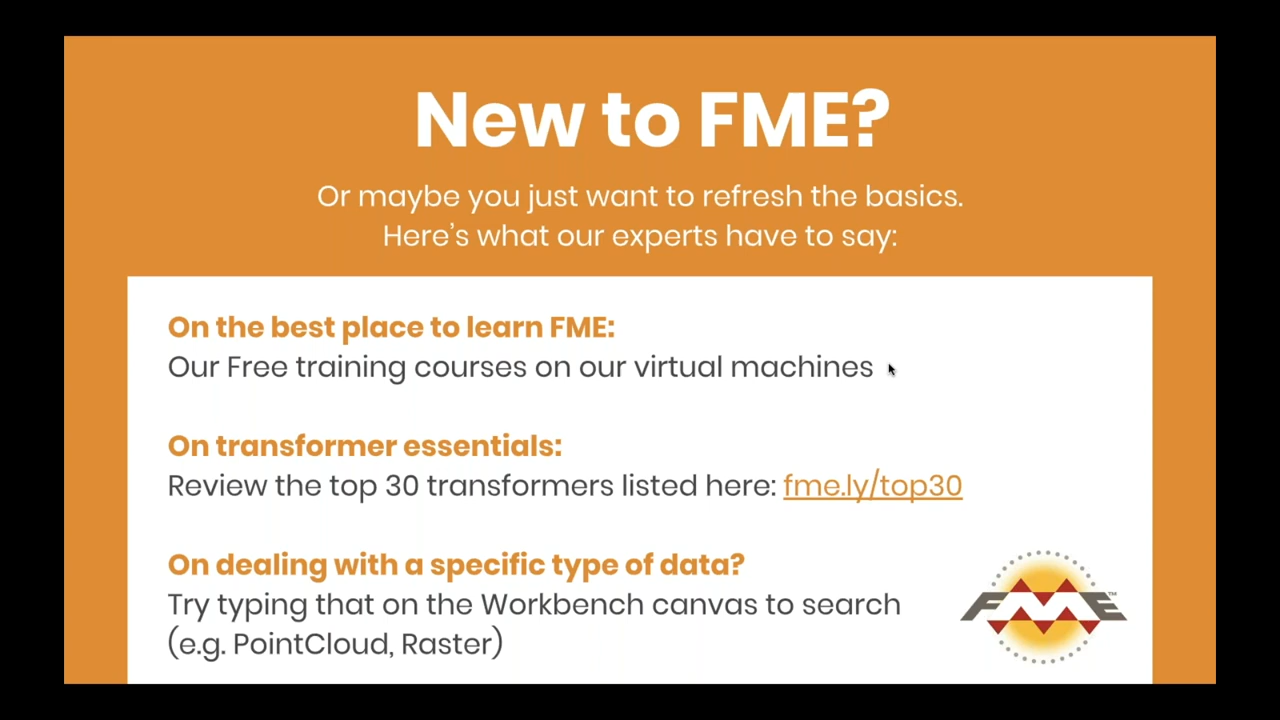 New to FME?
Or maybe you just want to refresh the basics.
Here's what our experts have to say:
On the best place to learn FME:
Our Free training courses on our virtual machines
On transformer essentials:
Review the top 30 transformers listed here: fme.ly/top30
On dealing with a specific type of data?
Try typing that on the Workbench canvas to search
(e.g. PointCloud, Raster)
FME™